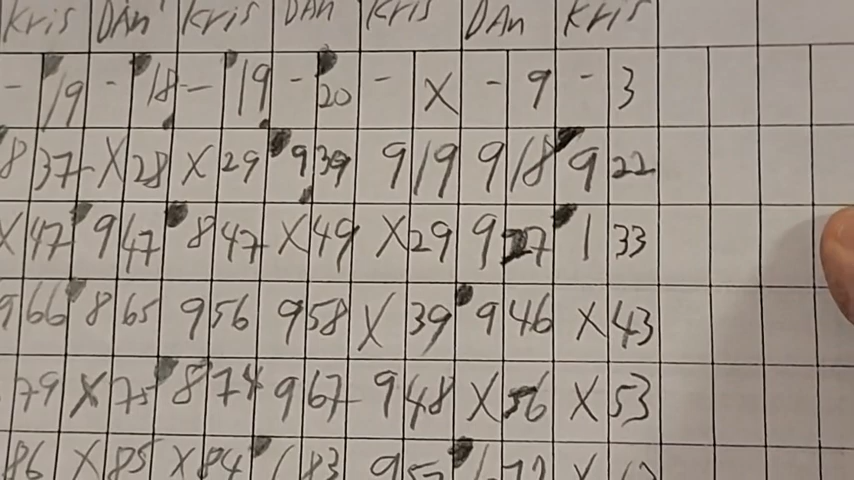 Kris DAn Kris DAn Kris DAn Kris
- 19 - 18 - 19 - 20 - X - 9 - 3
8 37 X 28 X 29 9 39 9 19 9 18 9 22
X 47 9 47 8 47 X 49 X 29 9 27 1 33
9 66 8 65 9 56 9 58 X 39 9 46 X 43
79 X 75 8 74 9 67 9 48 X 56 X 53
86 X 85 X 84 1 83 9